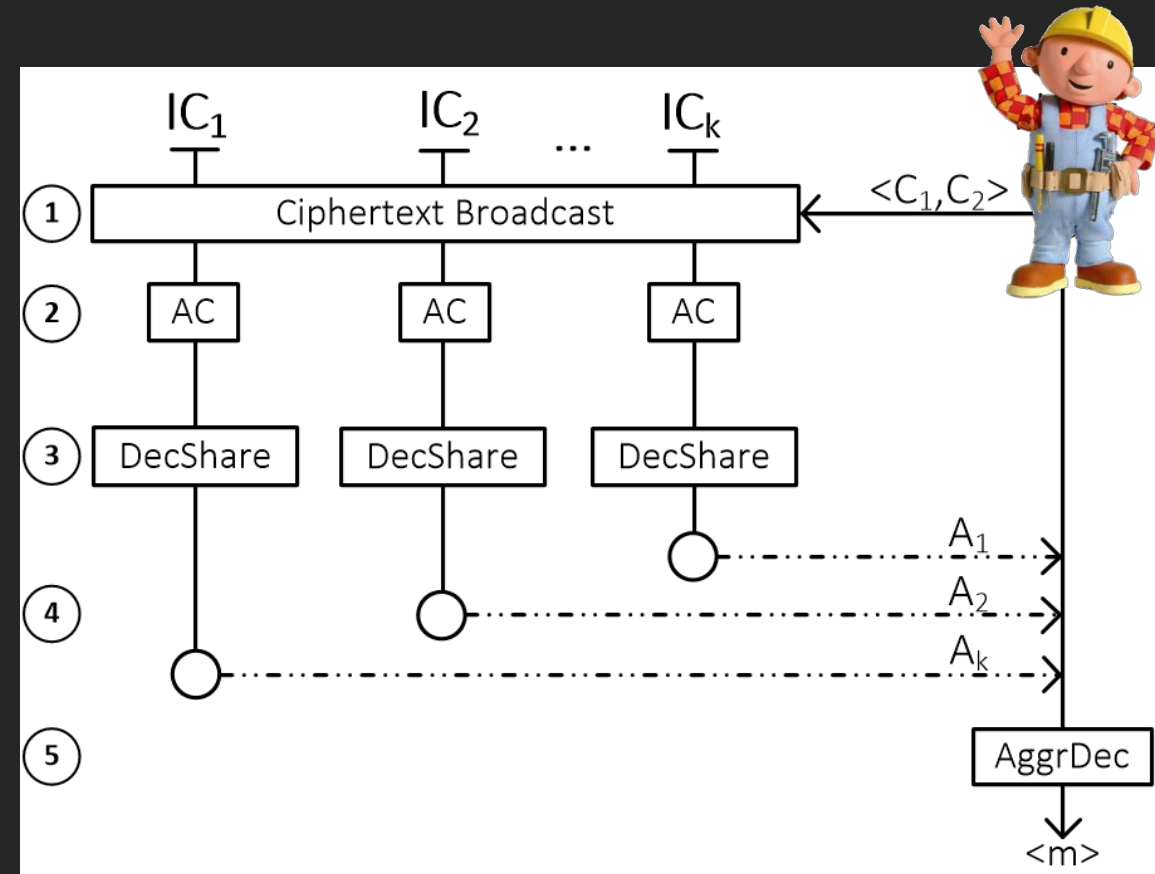 IC₁ IC₂ ... ICₖ
<C₁,C₂>
1 Ciphertext Broadcast
2 AC AC AC
3 DecShare DecShare DecShare
A₁
4 A₂
Aₖ
5 AggrDec
<m>